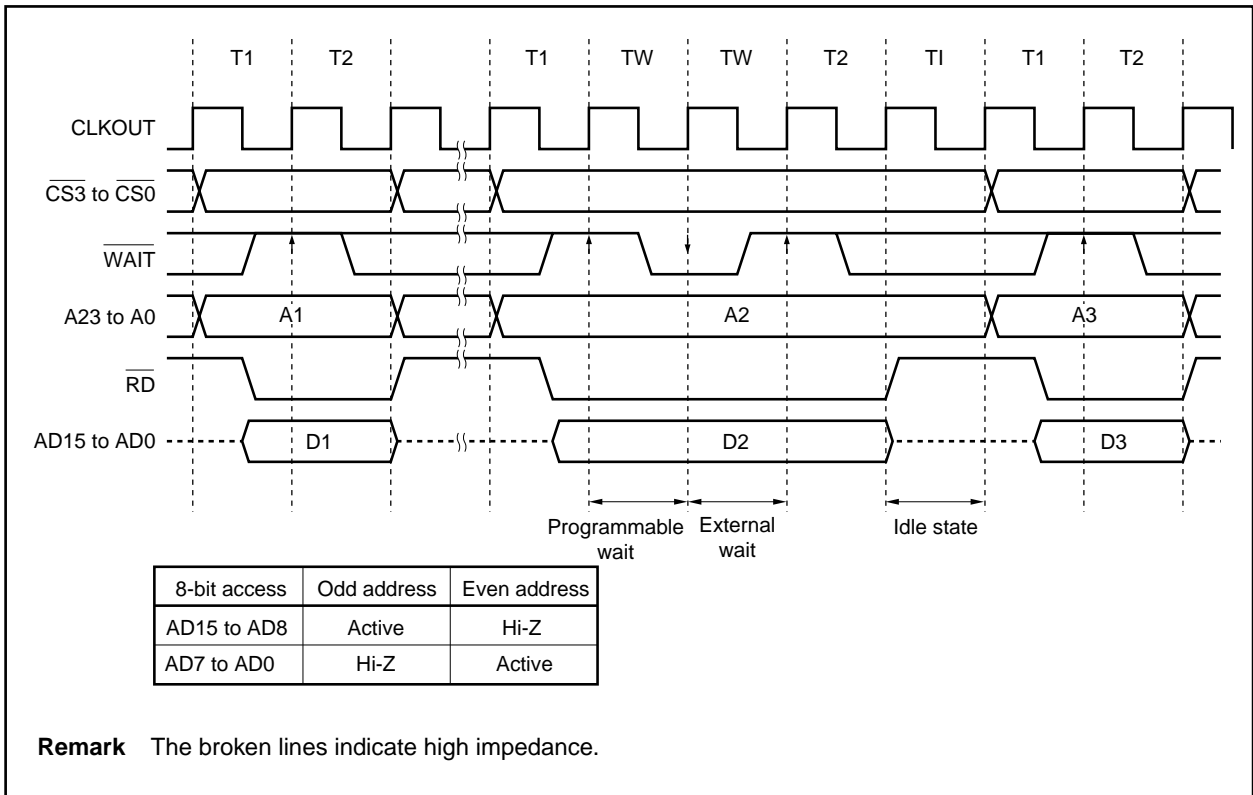 T1 T2 T1 TW TW T2 TI T1 T2
CLKOUT
CS3 to CS0
WAIT
A23 to A0 A1 A2 A3
RD
AD15 to AD0 D1 D2 D3
Programmable wait External wait Idle state
8-bit access Odd address Even address
AD15 to AD8 Active Hi-Z
AD7 to AD0 Hi-Z Active
Remark The broken lines indicate high impedance.